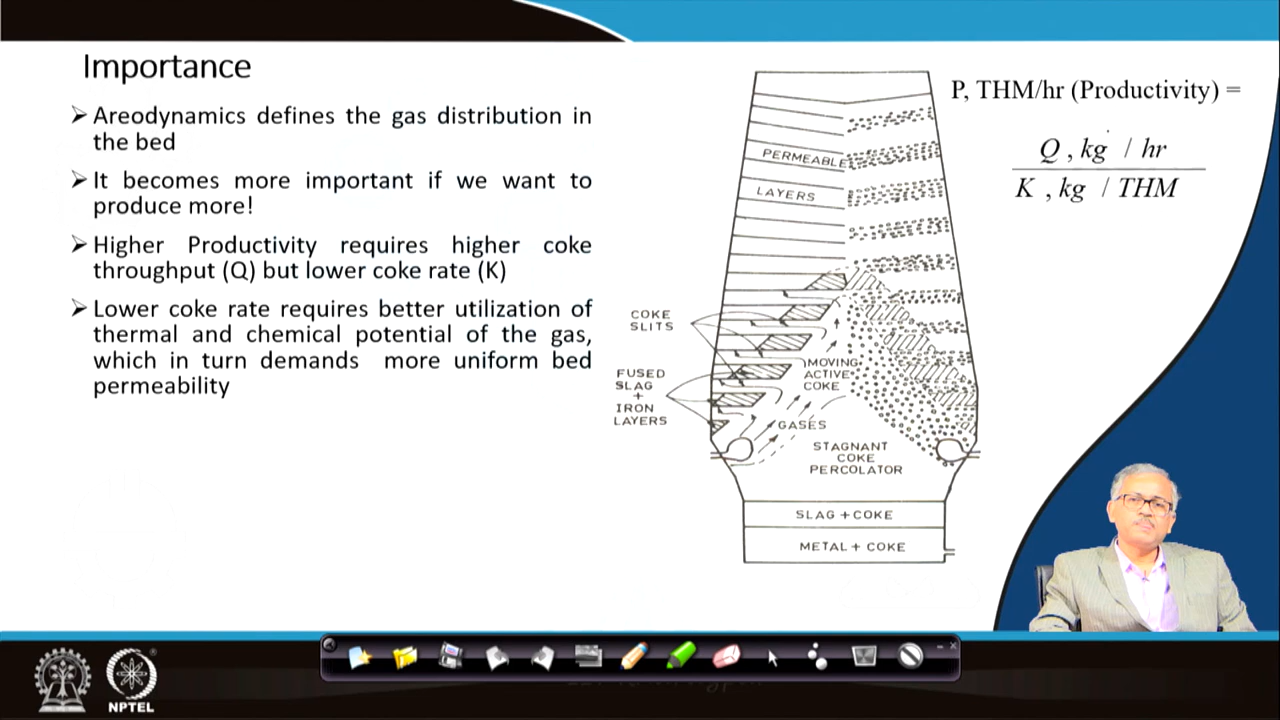 Importance
Areodynamics defines the gas distribution in
the bed
It becomes more important if we want to
produce more!
Higher Productivity requires higher coke
throughput (Q) but lower coke rate (K)
Lower coke rate requires better utilization of
thermal and chemical potential of the gas,
which in turn demands more uniform bed
permeability
PERMEABLE
LAYERS
COKE
SLITS
FUSED
SLAG
+
IRON
LAYERS
MOVING
ACTIVE
COKE
GASES
STAGNANT
COKE
PERCOLATOR
SLAG + COKE
METAL + COKE
P, THM/hr (Productivity) =
Q , kg / hr
K , kg / THM
NPTEL